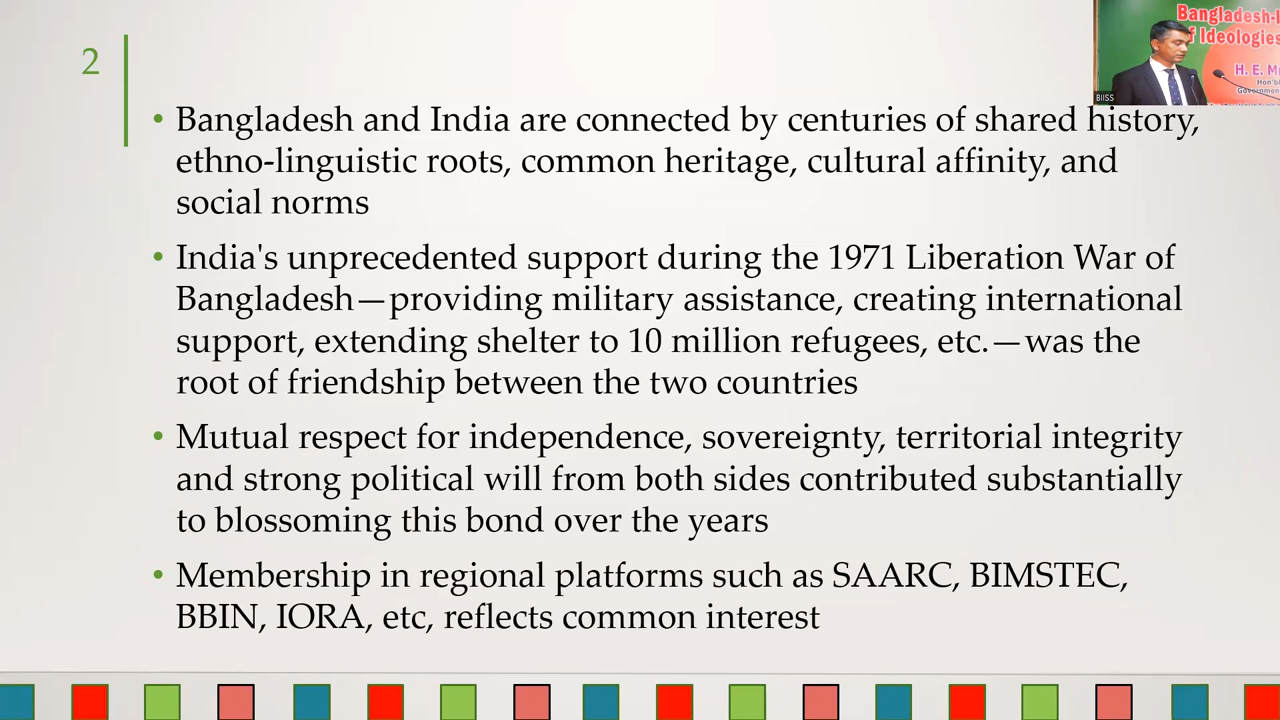 2
Bangladesh-
of Ideologies
H. E. M
Hon'bl
Government
BIISS
• Bangladesh and India are connected by centuries of shared history,
ethno-linguistic roots, common heritage, cultural affinity, and
social norms
• India's unprecedented support during the 1971 Liberation War of
Bangladesh—providing military assistance, creating international
support, extending shelter to 10 million refugees, etc.—was the
root of friendship between the two countries
• Mutual respect for independence, sovereignty, territorial integrity
and strong political will from both sides contributed substantially
to blossoming this bond over the years
• Membership in regional platforms such as SAARC, BIMSTEC,
BBIN, IORA, etc, reflects common interest